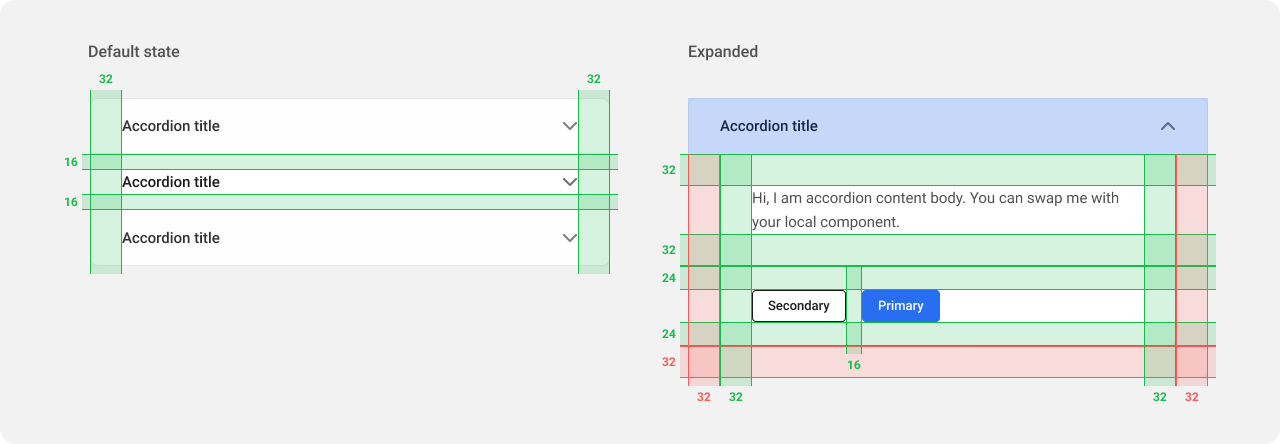 Default state
32 32
Accordion title
16
Accordion title
16
Accordion title
Expanded
Accordion title
32
Hi, I am accordion content body. You can swap me with
your local component.
32
24
Secondary Primary
24
32
16
32 32 32 32